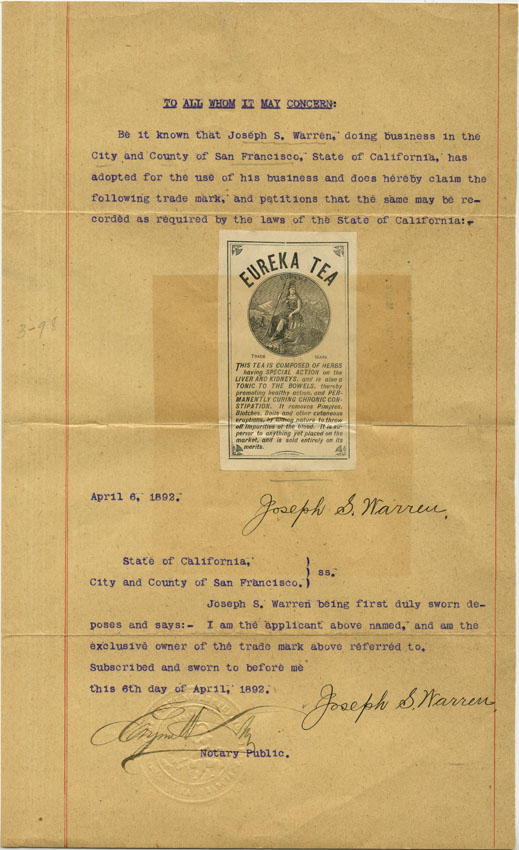 TO ALL WHOM IT MAY CONCERN:
Be it known that Joseph S. Warren, doing business in the
City and County of San Francisco, State of California, has
adopted for the use of his business and does hereby claim the
following trade mark, and petitions that the same may be re-
corded as required by the laws of the State of California:-
EUREKA TEA
EUREKA
TRADE MARK
THIS TEA IS COMPOSED OF HERBS
having SPECIAL ACTION on the
LIVER AND KIDNEYS, and is also a
TONIC TO THE BOWELS, thereby
promoting healthy action, and PER-
MANENTLY CURING CHRONIC CON-
STIPATION. It removes Pimples,
Blotches, Boils and other cutaneous
eruptions, by aiding nature to throw
off impurities of the blood. It is su-
perior to anything yet placed on the
market, and is sold entirely on its
merits.
3-98
April 6, 1892.
Joseph S. Warren.
State of California,
City and County of San Francisco.
} ss.
Joseph S. Warren being first duly sworn de-
poses and says:- I am the applicant above named, and am the
exclusive owner of the trade mark above referred to.
Subscribed and sworn to before me
this 6th day of April, 1892.
Joseph S. Warren.
Notary Public.